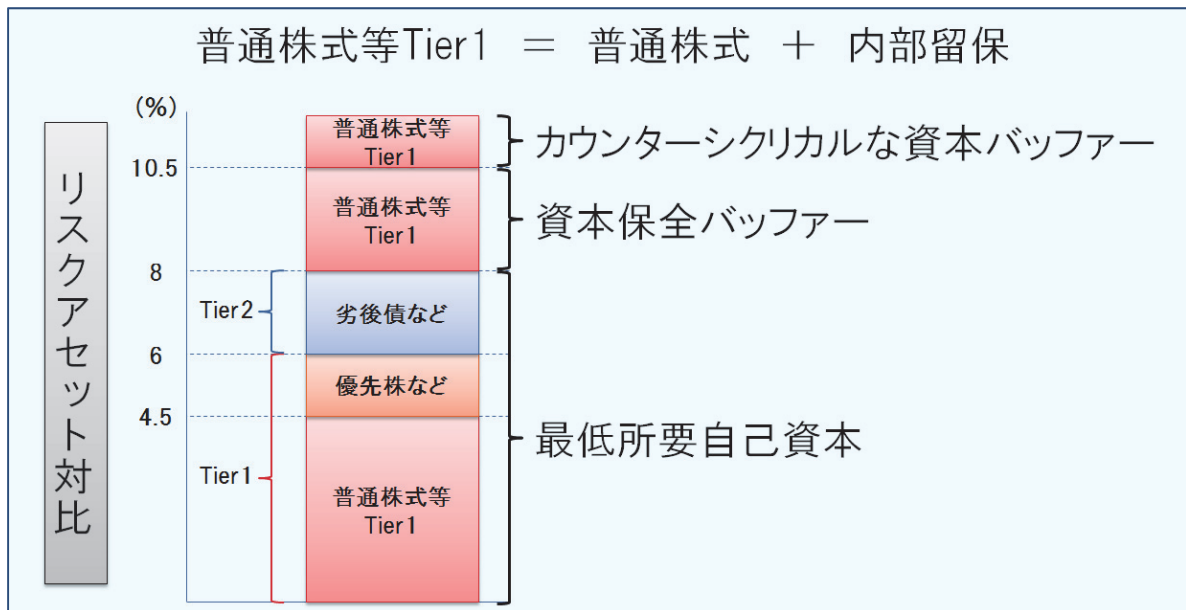 普通株式等Tier1 ＝ 普通株式 ＋ 内部留保
(%)
リスクアセット対比
普通株式等
Tier1
カウンターシクリカルな資本バッファー
10.5
普通株式等
Tier1
資本保全バッファー
8
Tier2
劣後債など
6
優先株など
4.5
最低所要自己資本
Tier1
普通株式等
Tier1